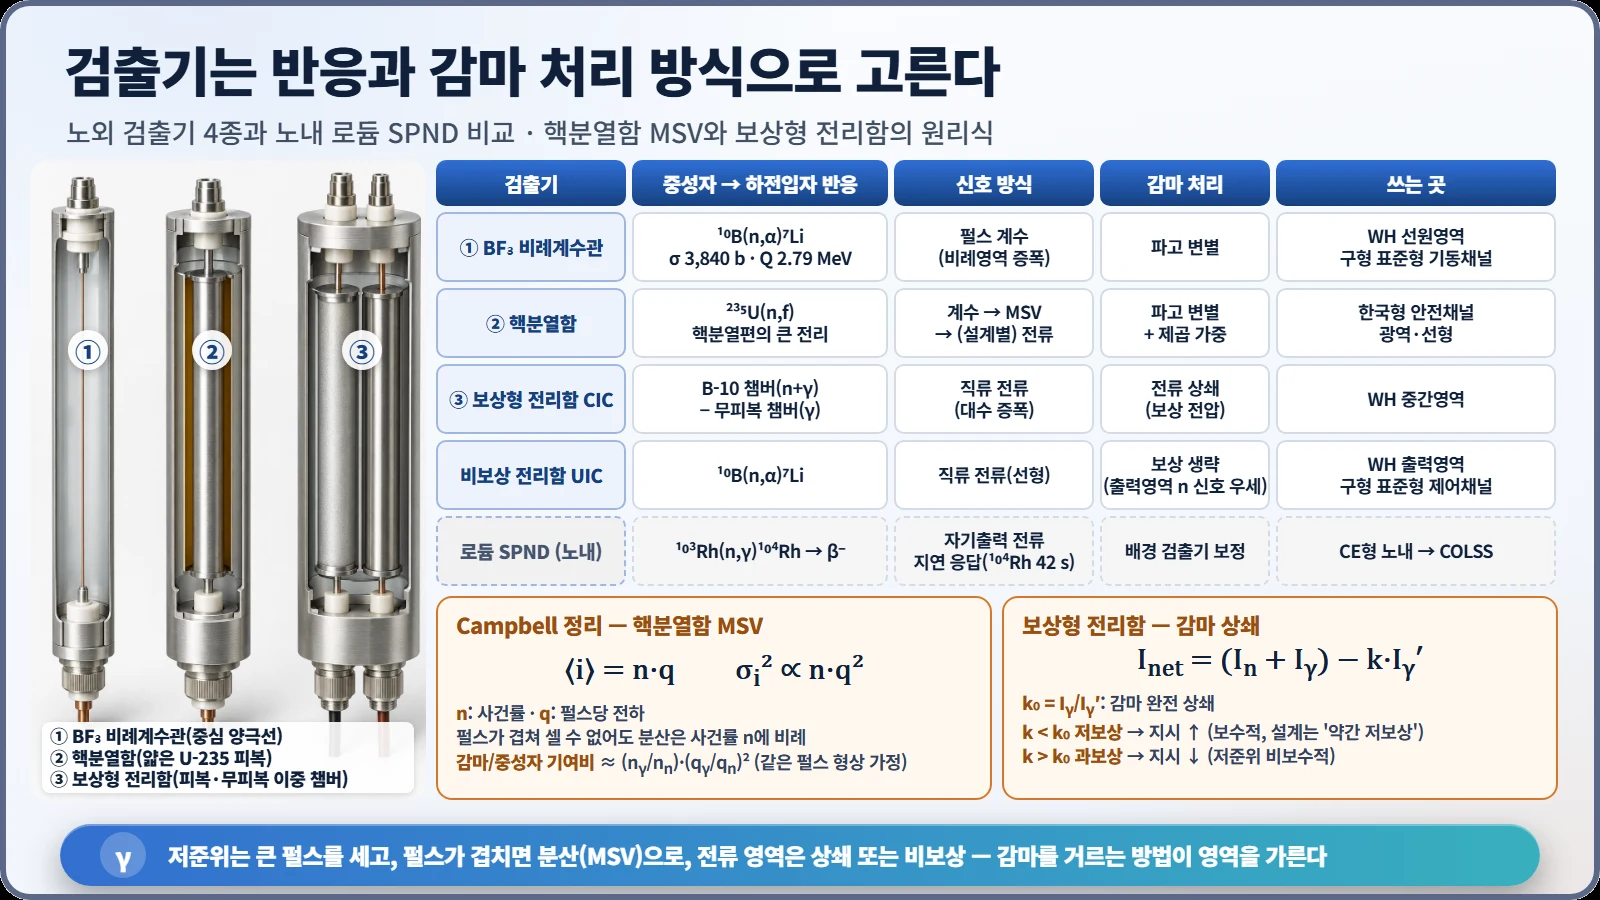 검출기는 반응과 감마 처리 방식으로 고른다
노외 검출기 4종과 노내 로듐 SPND 비교 · 핵분열함 MSV와 보상형 전리함의 원리식
①
②
③
① BF₃ 비례계수관(중심 양극선)
② 핵분열함(얇은 U-235 피복)
③ 보상형 전리함(피복·무피복 이중 챔버)
검출기
중성자 → 하전입자 반응
신호 방식
감마 처리
쓰는 곳
① BF₃ 비례계수관
¹⁰B(n,α)⁷Li
σ 3,840 b · Q 2.79 MeV
펄스 계수
(비례영역 증폭)
파고 변별
WH 선원영역
구형 표준형 기동채널
② 핵분열함
²³⁵U(n,f)
핵분열편의 큰 전리
계수 → MSV
→ (설계별) 전류
파고 변별
+ 제곱 가중
한국형 안전채널
광역·선형
③ 보상형 전리함 CIC
B-10 챔버(n+γ)
− 무피복 챔버(γ)
직류 전류
(대수 증폭)
전류 상쇄
(보상 전압)
WH 중간영역
비보상 전리함 UIC
¹⁰B(n,α)⁷Li
직류 전류(선형)
보상 생략
(출력영역 n 신호 우세)
WH 출력영역
구형 표준형 제어채널
로듐 SPND (노내)
¹⁰³Rh(n,γ)¹⁰⁴Rh → β⁻
자기출력 전류
지연 응답(¹⁰⁴Rh 42 s)
배경 검출기 보정
CE형 노내 → COLSS
Campbell 정리 — 핵분열함 MSV
⟨i⟩ = n·q σᵢ² ∝ n·q²
n: 사건률 · q: 펄스당 전하
펄스가 겹쳐 셀 수 없어도 분산은 사건률 n에 비례
감마/중성자 기여비 ≈ (nᵧ/nₙ)·(qᵧ/qₙ)² (같은 펄스 형상 가정)
보상형 전리함 — 감마 상쇄
Iₙₑₜ = (Iₙ + Iᵧ) − k·Iᵧ′
k₀ = Iᵧ/Iᵧ′: 감마 완전 상쇄
k < k₀ 저보상 → 지시 ↑ (보수적, 설계는 '약간 저보상')
k > k₀ 과보상 → 지시 ↓ (저준위 비보수적)
γ
저준위는 큰 펄스를 세고, 펄스가 겹치면 분산(MSV)으로, 전류 영역은 상쇄 또는 비보상 — 감마를 거르는 방법이 영역을 가른다